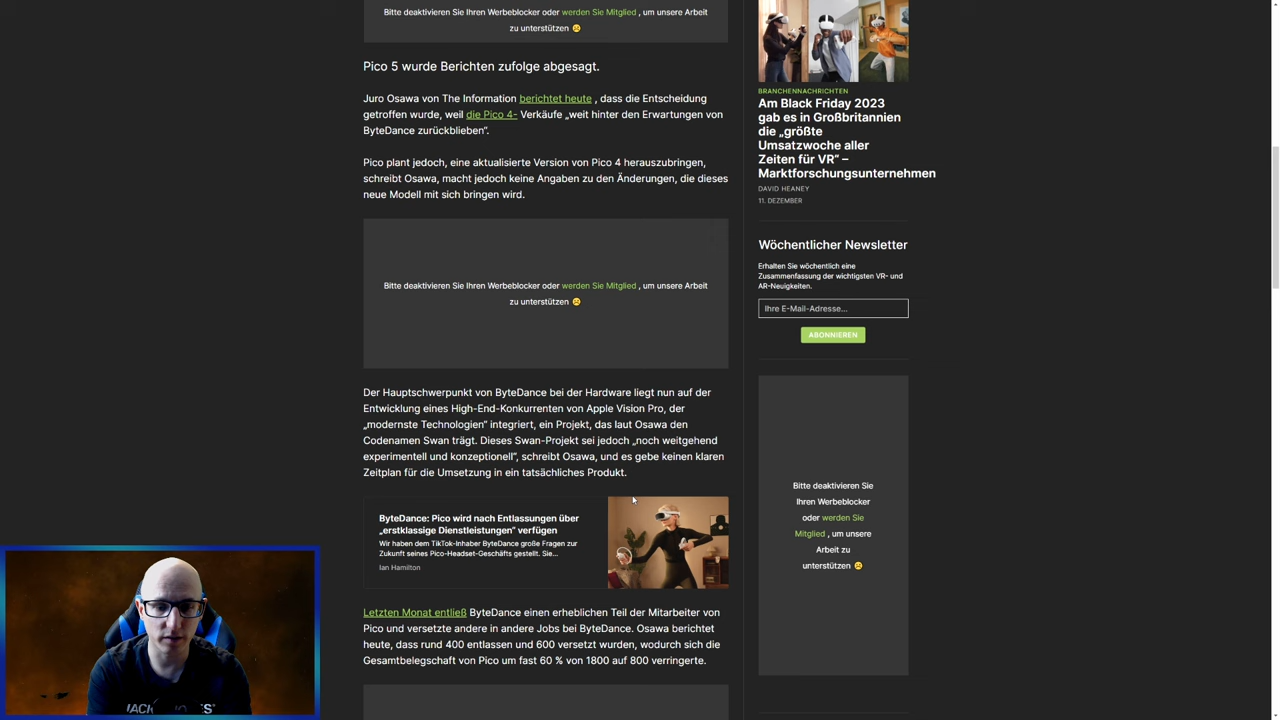 Bitte deaktivieren Sie Ihren Werbeblocker oder werden Sie Mitglied , um unsere Arbeit
zu unterstützen 😢
Pico 5 wurde Berichten zufolge abgesagt.
Juro Osawa von The Information berichtet heute , dass die Entscheidung
getroffen wurde, weil die Pico 4- Verkäufe „weit hinter den Erwartungen von
ByteDance zurückblieben“.
Pico plant jedoch, eine aktualisierte Version von Pico 4 herauszubringen,
schreibt Osawa, macht jedoch keine Angaben zu den Änderungen, die dieses
neue Modell mit sich bringen wird.
Bitte deaktivieren Sie Ihren Werbeblocker oder werden Sie Mitglied , um unsere Arbeit
zu unterstützen 😢
Der Hauptschwerpunkt von ByteDance bei der Hardware liegt nun auf der
Entwicklung eines High-End-Konkurrenten von Apple Vision Pro, der
„modernste Technologien“ integriert, ein Projekt, das laut Osawa den
Codenamen Swan trägt. Dieses Swan-Projekt sei jedoch „noch weitgehend
experimentell und konzeptionell“, schreibt Osawa, und es gebe keinen klaren
Zeitplan für die Umsetzung in ein tatsächliches Produkt.
ByteDance: Pico wird nach Entlassungen über
„erstklassige Dienstleistungen“ verfügen
Wir haben dem TikTok-Inhaber ByteDance große Fragen zur
Zukunft seines Pico-Headset-Geschäfts gestellt. Sie...
Ian Hamilton
Letzten Monat entließ ByteDance einen erheblichen Teil der Mitarbeiter von
Pico und versetzte andere in andere Jobs bei ByteDance. Osawa berichtet
heute, dass rund 400 entlassen und 600 versetzt wurden, wodurch sich die
Gesamtbelegschaft von Pico um fast 60 % von 1800 auf 800 verringerte.
BRANCHENNACHRICHTEN
Am Black Friday 2023
gab es in Großbritannien
die „größte
Umsatzwoche aller
Zeiten für VR“ –
Marktforschungsunternehmen
DAVID HEANEY
11. DEZEMBER
Wöchentlicher Newsletter
Erhalten Sie wöchentlich eine
Zusammenfassung der wichtigsten VR- und
AR-Neuigkeiten.
Ihre E-Mail-Adresse...
ABONNIEREN
Bitte deaktivieren Sie
Ihren Werbeblocker
oder werden Sie
Mitglied , um unsere
Arbeit zu
unterstützen 😢